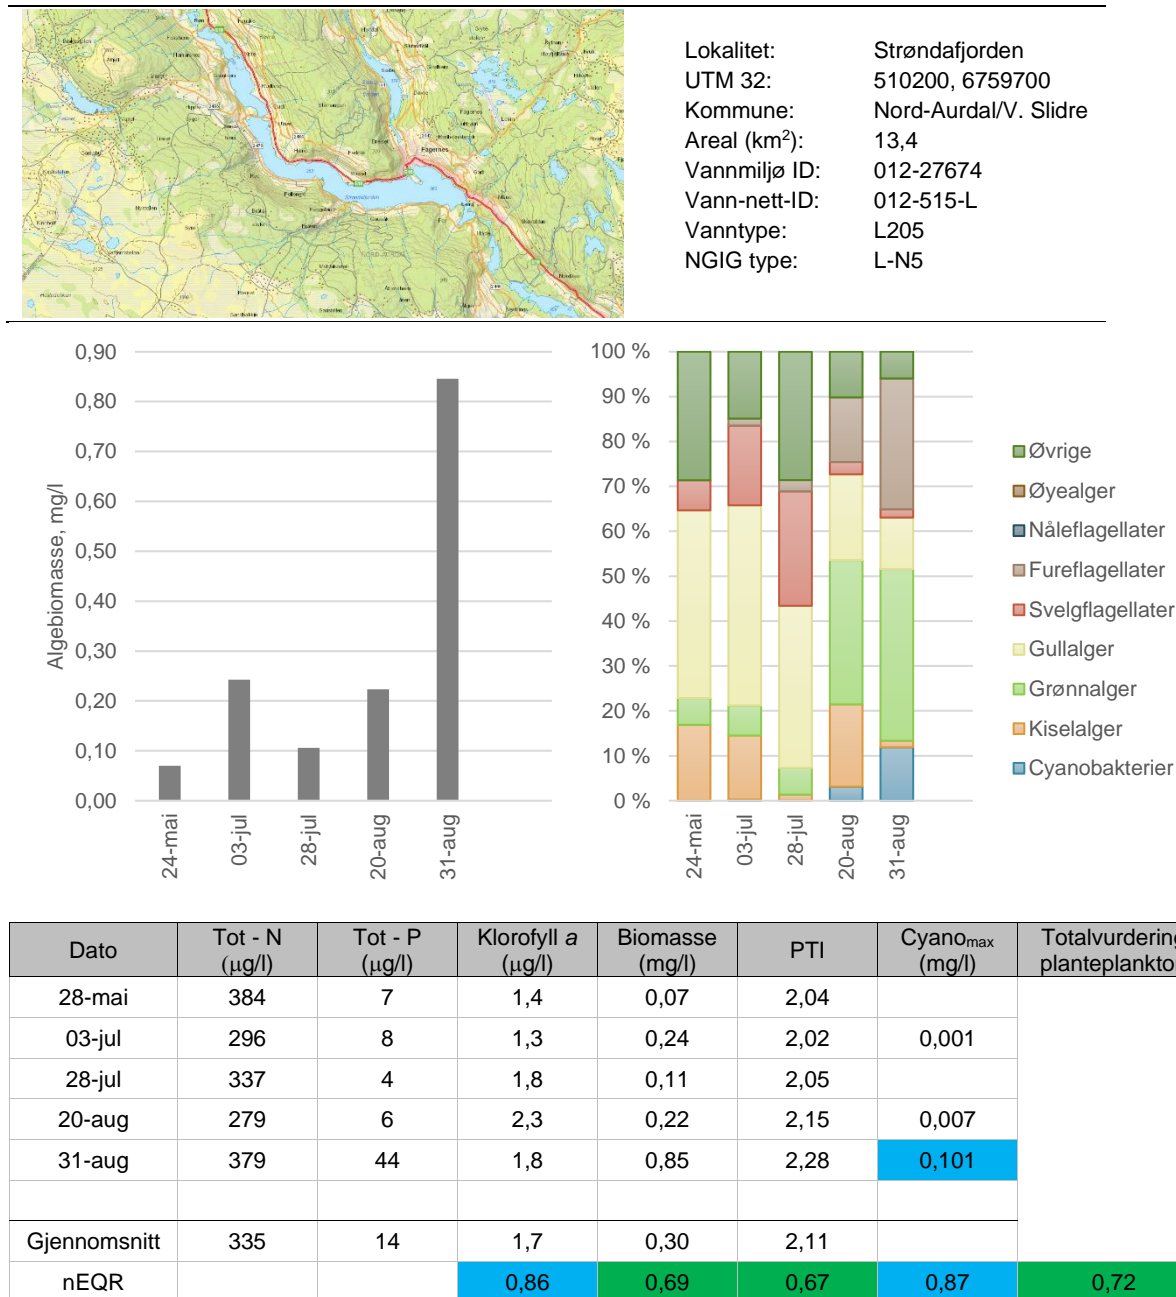 Lokalitet: Strøndafjorden
UTM 32: 510200, 6759700
Kommune: Nord-Aurdal/V. Slidre
Areal (km²): 13,4
Vannmiljø ID: 012-27674
Vann-nett-ID: 012-515-L
Vanntype: L205
NGIG type: L-N5
Fagernes
Strondafjorden
Algebiomasse, mg/l
0,90
0,80
0,70
0,60
0,50
0,40
0,30
0,20
0,10
0,00
24-mai
03-jul
28-jul
20-aug
31-aug
100 %
90 %
80 %
70 %
60 %
50 %
40 %
30 %
20 %
10 %
0 %
24-mai
03-jul
28-jul
20-aug
31-aug
Øvrige
Øyealger
Nåleflagellater
Fureflagellater
Svelgflagellater
Gullalger
Grønnalger
Kiselalger
Cyanobakterier
Dato Tot - N (µg/l) Tot - P (µg/l) Klorofyll a (µg/l) Biomasse (mg/l) PTI Cyanomax (mg/l) Totalvurdering planteplankto
28-mai 384 7 1,4 0,07 2,04
03-jul 296 8 1,3 0,24 2,02 0,001
28-jul 337 4 1,8 0,11 2,05
20-aug 279 6 2,3 0,22 2,15 0,007
31-aug 379 44 1,8 0,85 2,28 0,101
Gjennomsnitt 335 14 1,7 0,30 2,11
nEQR 0,86 0,69 0,67 0,87 0,72